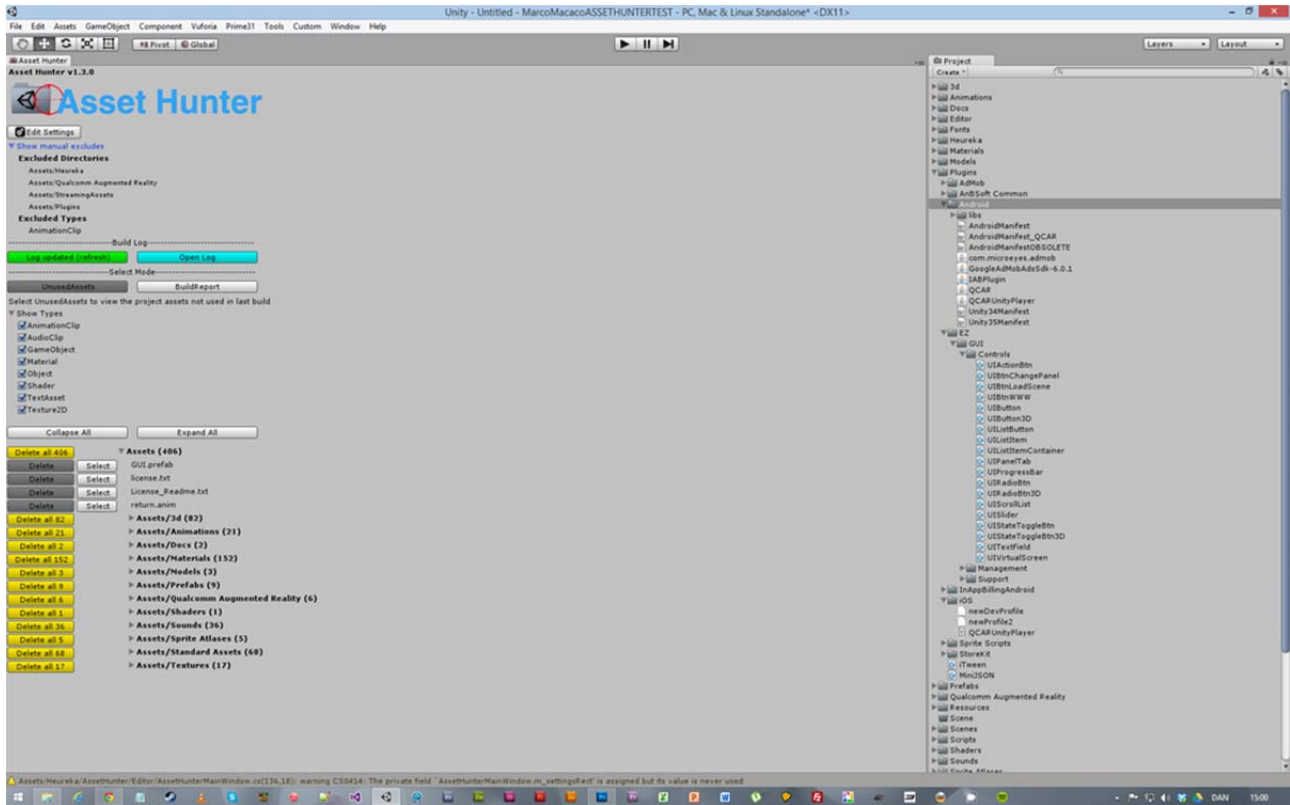 Unity - Untitled - MarcoMacacoASSETHUNTERTEST - PC, Mac & Linux Standalone* <DX11>
File Edit Assets GameObject Component Vuforia Prime31 Tools Custom Window Help
Pivot Global
Layers Layout
Asset Hunter
Asset Hunter v1.3.0
Asset Hunter
Edit Settings
Show manual excludes
Excluded Directories
Assets/Heureka
Assets/Qualcomm Augmented Reality
Assets/StreamingAssets
Assets/Plugins
Excluded Types
AnimationClip
Build Log
Log updated (refresh) Open Log
Select Mode
UnusedAssets BuildReport
Select UnusedAssets to view the project assets not used in last build
Show Types
AnimationClip
AudioClip
GameObject
Material
Object
Shader
TextAsset
Texture2D
Collapse All Expand All
Delete all 406 Assets (406)
Delete Select GUI.prefab
Delete Select license.txt
Delete Select License_Readme.txt
Delete Select return.anim
Delete all 82 Assets/3d (82)
Delete all 21 Assets/Animations (21)
Delete all 2 Assets/Docs (2)
Delete all 152 Assets/Materials (152)
Delete all 3 Assets/Models (3)
Delete all 9 Assets/Prefabs (9)
Delete all 6 Assets/Qualcomm Augmented Reality (6)
Delete all 1 Assets/Shaders (1)
Delete all 36 Assets/Sounds (36)
Delete all 5 Assets/Sprite Atlases (5)
Delete all 68 Assets/Standard Assets (68)
Delete all 17 Assets/Textures (17)
Project
Create
3d
Animations
Docs
Editor
Fonts
Heureka
Materials
Models
Plugins
AdMob
AnBSoft Common
Android
libs
AndroidManifest
AndroidManifest_QCAR
AndroidManifestOBSOLETE
com.microeyes.admob
GoogleAdMobAdsSdk-6.0.1
IABPlugin
QCAR
QCARUnityPlayer
Unity34Manifest
Unity35Manifest
EZ
GUI
Controls
UIActionBtn
UIBtnChangePanel
UIBtnLoadScene
UIBtnWWW
UIButton
UIButton3D
UIListButton
UIListItem
UIListItemContainer
UIPanelTab
UIProgressBar
UIRadioBtn
UIRadioBtn3D
UIScrollList
UISlider
UIStateToggleBtn
UIStateToggleBtn3D
UITextField
UIVirtualScreen
Management
Support
InAppBillingAndroid
iOS
newDevProfile
newProfile2
QCARUnityPlayer
Sprite Scripts
StoreKit
iTween
MiniJSON
Prefabs
Qualcomm Augmented Reality
Resources
Scene
Scenes
Scripts
Shaders
Sounds
Sprite Atlases
Assets/Heureka/AssetHunter/Editor/AssetHunterMainWindow.cs(136,18): warning CS0414: The private field `AssetHunterMainWindow.m_settingsRect' is assigned but its value is never used
DAN 15:00